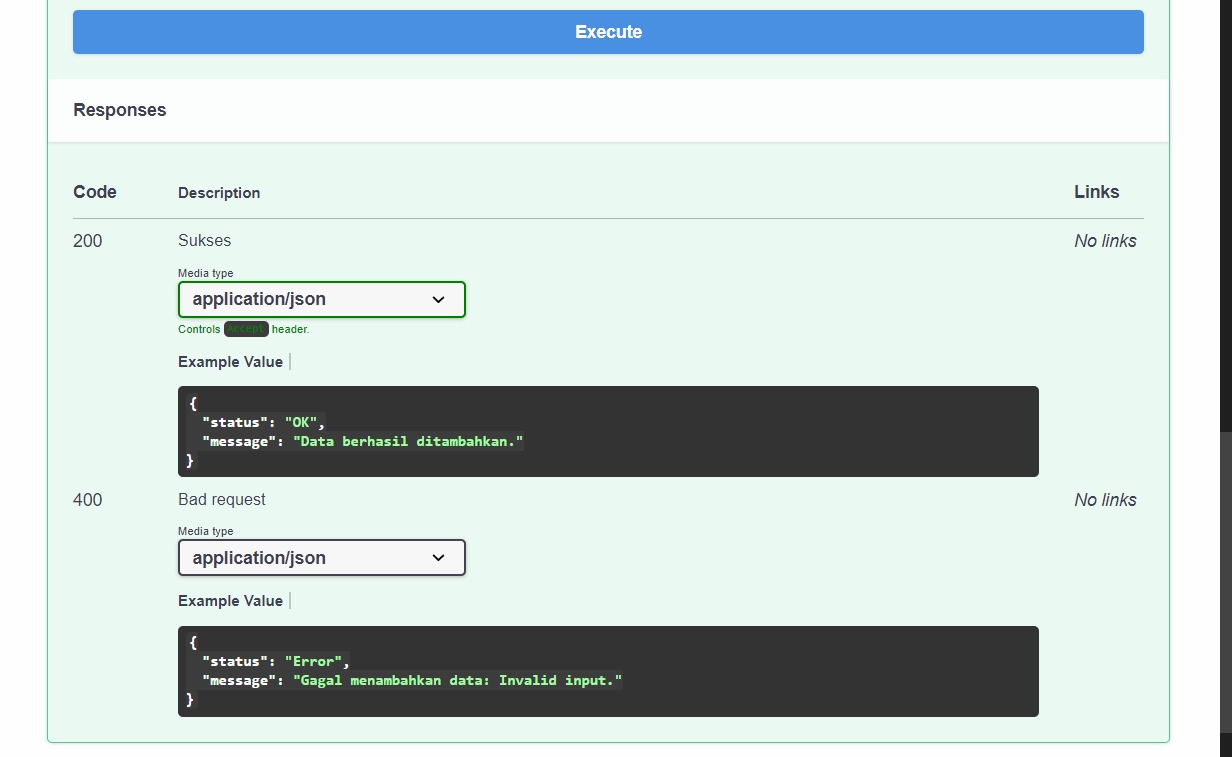 Execute
Responses
Code Description Links
200 Sukses No links
Media type
application/json
Controls Accept header.
Example Value
{
"status": "OK",
"message": "Data berhasil ditambahkan."
}
400 Bad request No links
Media type
application/json
Example Value
{
"status": "Error",
"message": "Gagal menambahkan data: Invalid input."
}